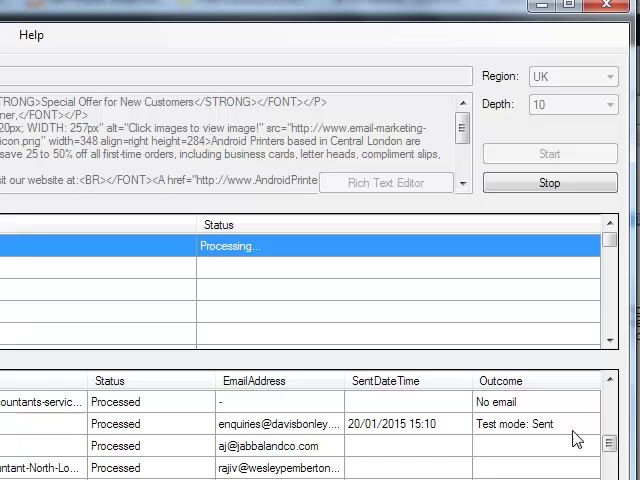 Help
Region: UK
TRONG>Special Offer for New Customers</STRONG></FONT></P>
ner,</FONT></P>
Depth: 10
20px; WIDTH: 257px" alt="Click images to view image!" src="http://www.email-marketing-
icon.png" width=348 align=right height=284>Android Printers based in Central London are
save 25 to 50% off all first-time orders, including business cards, letter heads, compliment slips,
Start
isit our website at:<BR></FONT><A href="http://www.AndroidPrinte
Rich Text Editor
Stop
Status
Processing...
Status EmailAddress SentDateTime Outcome
countants-servic... Processed - No email
Processed enquiries@davisbonley.... 20/01/2015 15:10 Test mode: Sent
Processed aj@jabbalandco.com
untant-North-Lo... Processed rajiv@wesleypemberton...